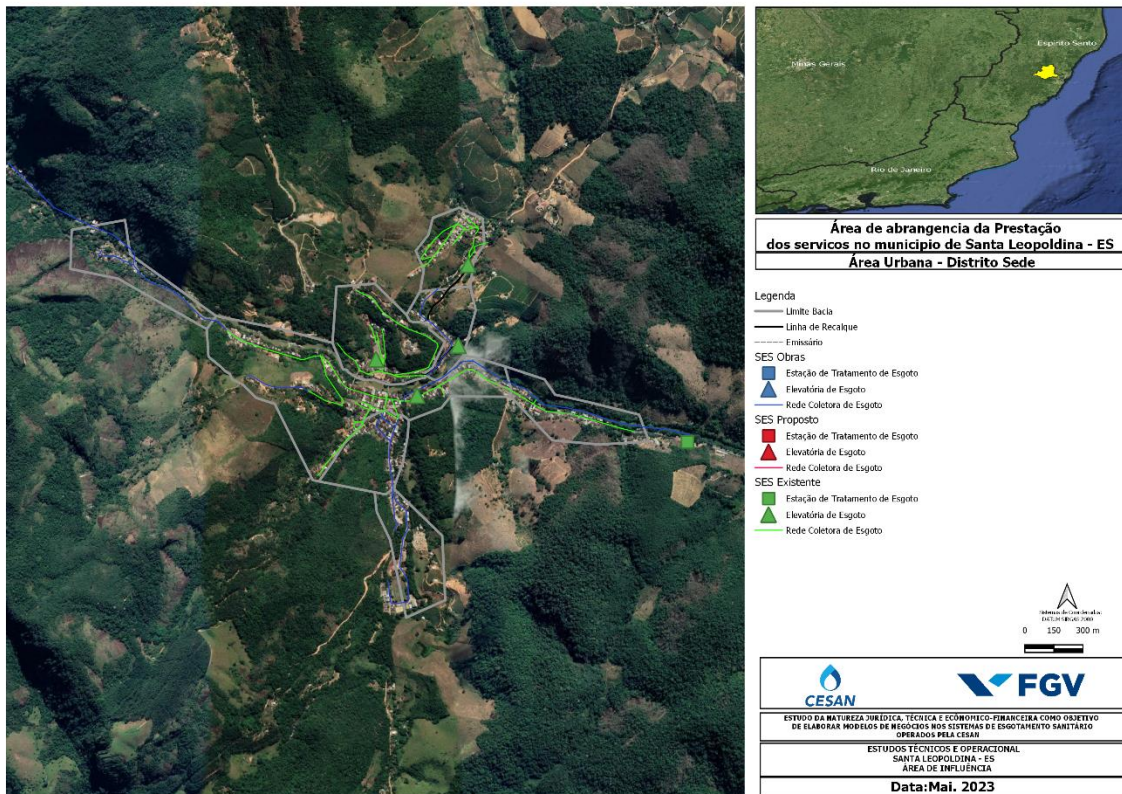 Espirito Santo
Minas Gerais
Rio de Janeiro
Área de abrangencia da Prestação
dos servicos no municipio de Santa Leopoldina - ES
Área Urbana - Distrito Sede
Legenda
Limite Bacia
Linha de Recalque
Emissário
SES Obras
Estação de Tratamento de Esgoto
Elevatória de Esgoto
Rede Coletora de Esgoto
SES Proposto
Estação de Tratamento de Esgoto
Elevatória de Esgoto
Rede Coletora de Esgoto
SES Existente
Estação de Tratamento de Esgoto
Elevatória de Esgoto
Rede Coletora de Esgoto
0 150 300 m
CESAN
FGV
ESTUDO DA NATUREZA JURÍDICA, TÉCNICA E ECÔNOMICO-FINANCEIRA COMO OBJETIVO
DE ELABORAR MODELOS DE NEGÓCIOS NOS SISTEMAS DE ESGOTAMENTO SANITÁRIO
OPERADOS PELA CESAN
ESTUDOS TÉCNICOS E OPERACIONAL
SANTA LEOPOLDINA - ES
ÁREA DE INFLUÊNCIA
Data:Mai. 2023